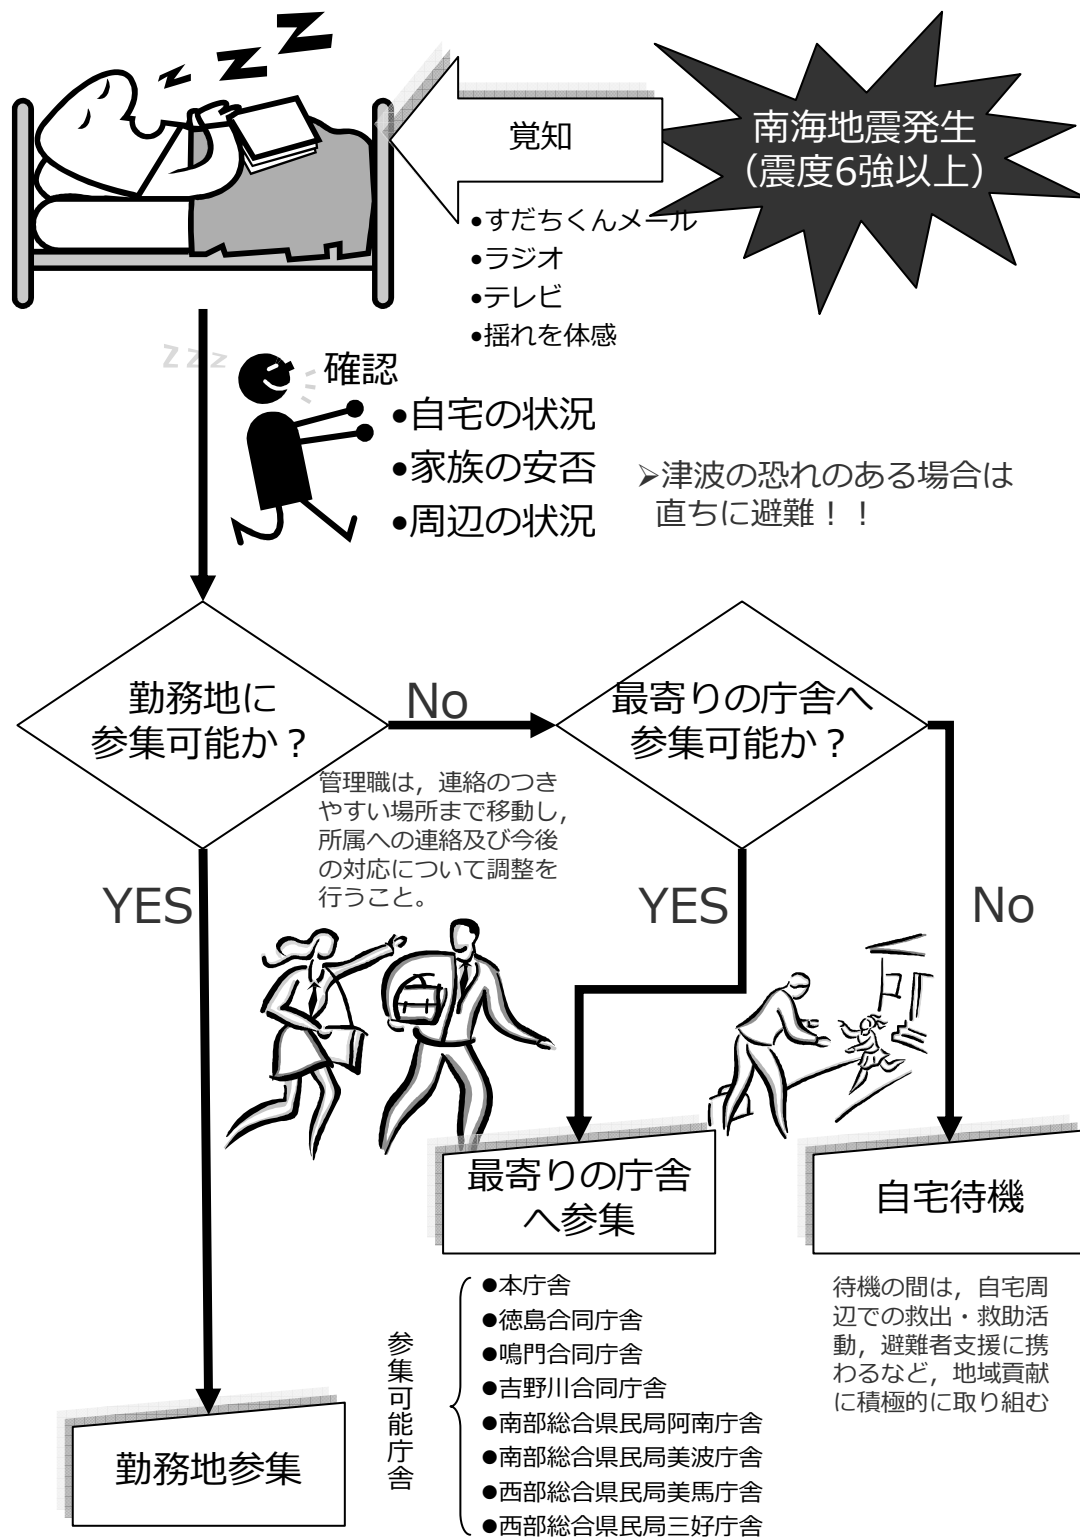 z z z
覚知
南海地震発生
（震度6強以上）
•すだちくんメール
•ラジオ
•テレビ
•揺れを体感
z z z
確認
•自宅の状況
•家族の安否
•周辺の状況
➢津波の恐れのある場合は
直ちに避難！！
勤務地に
参集可能か？
No
最寄りの庁舎へ
参集可能か？
管理職は，連絡のつき
やすい場所まで移動し，
所属への連絡及び今後
の対応について調整を
行うこと。
YES
YES
No
最寄りの庁舎
へ参集
自宅待機
参集可能庁舎
●本庁舎
●徳島合同庁舎
●鳴門合同庁舎
●吉野川合同庁舎
●南部総合県民局阿南庁舎
●南部総合県民局美波庁舎
●西部総合県民局美馬庁舎
●西部総合県民局三好庁舎
待機の間は，自宅周
辺での救出・救助活
動，避難者支援に携
わるなど，地域貢献
に積極的に取り組む
勤務地参集